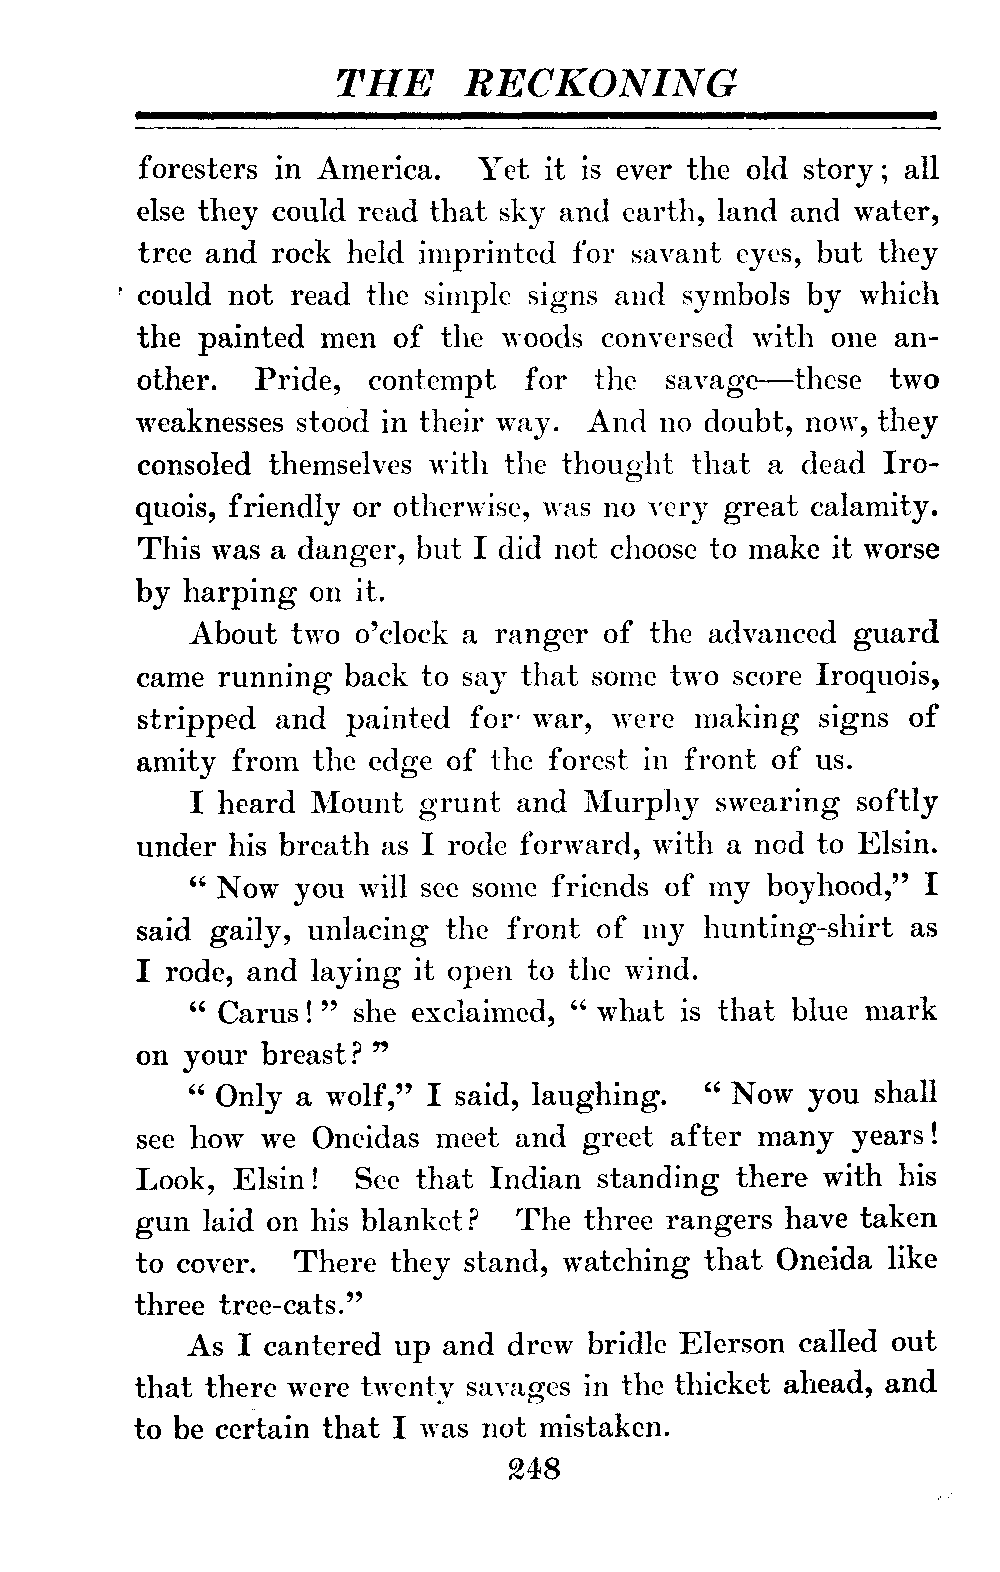 THE RECKONING
foresters in America. Yet it is ever the old story; all
else they could read that sky and earth, land and water,
tree and rock held imprinted for savant eyes, but they
could not read the simple signs and symbols by which
the painted men of the woods conversed with one an-
other. Pride, contempt for the savage—these two
weaknesses stood in their way. And no doubt, now, they
consoled themselves with the thought that a dead Iro-
quois, friendly or otherwise, was no very great calamity.
This was a danger, but I did not choose to make it worse
by harping on it.
About two o'clock a ranger of the advanced guard
came running back to say that some two score Iroquois,
stripped and painted for war, were making signs of
amity from the edge of the forest in front of us.
I heard Mount grunt and Murphy swearing softly
under his breath as I rode forward, with a nod to Elsin.
“ Now you will see some friends of my boyhood,” I
said gaily, unlacing the front of my hunting-shirt as
I rode, and laying it open to the wind.
“ Carus! ” she exclaimed, “ what is that blue mark
on your breast? ”
“ Only a wolf,” I said, laughing. “ Now you shall
see how we Oneidas meet and greet after many years!
Look, Elsin! See that Indian standing there with his
gun laid on his blanket? The three rangers have taken
to cover. There they stand, watching that Oneida like
three tree-cats.”
As I cantered up and drew bridle Elerson called out
that there were twenty savages in the thicket ahead, and
to be certain that I was not mistaken.
248